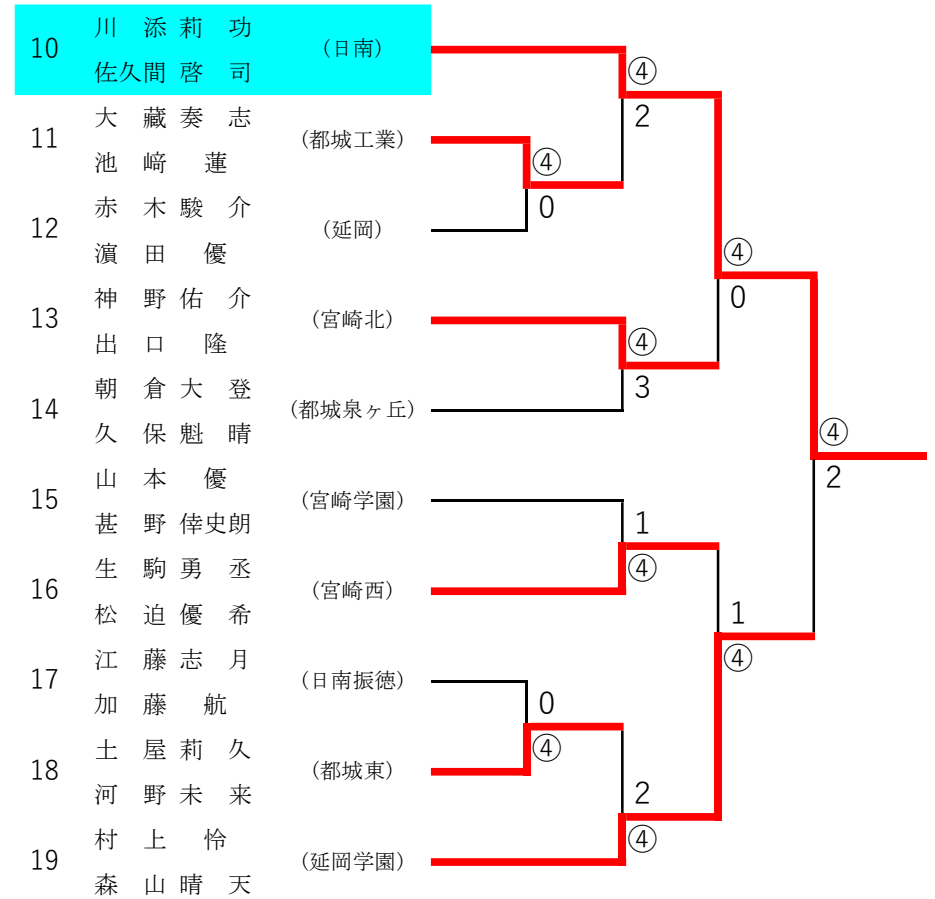 川 添 莉 功
10 (日南) ④
佐久間 啓 司
2
大 藏 奏 志
11 (都城工業)
池 﨑 蓮 ④
0
赤 木 駿 介
12 (延岡)
濵 田 優 ④
神 野 佑 介 0
13 (宮崎北) ④
出 口 隆
3
朝 倉 大 登
14 (都城泉ヶ丘)
久 保 魁 晴 ④
山 本 優 2
15 (宮崎学園)
甚 野 倖史朗 1
生 駒 勇 丞 ④
16 (宮崎西)
松 迫 優 希 1
江 藤 志 月 ④
17 (日南振徳)
加 藤 航 0
土 屋 莉 久 ④
18 (都城東)
河 野 未 来 2
村 上 怜 ④
19 (延岡学園)
森 山 晴 天